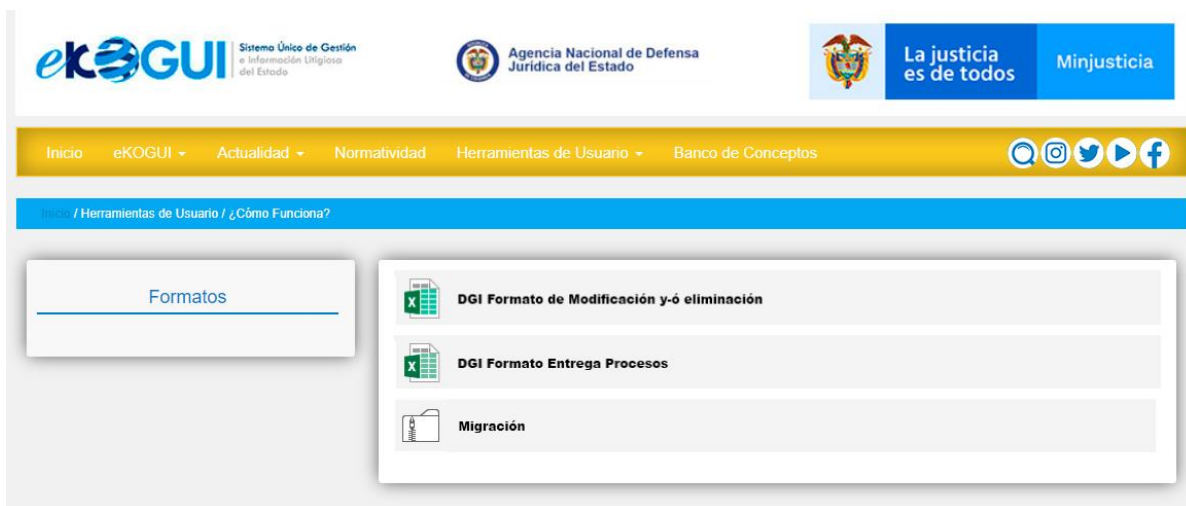 eKOGUI
Sistema Único de Gestión
e Información Litigiosa
del Estado
Agencia Nacional de Defensa
Jurídica del Estado
La justicia
es de todos
Minjusticia
Inicio eKOGUI Actualidad Normatividad Herramientas de Usuario Banco de Conceptos
Inicio / Herramientas de Usuario / ¿Cómo Funciona?
Formatos
DGI Formato de Modificación y-ó eliminación
DGI Formato Entrega Procesos
Migración